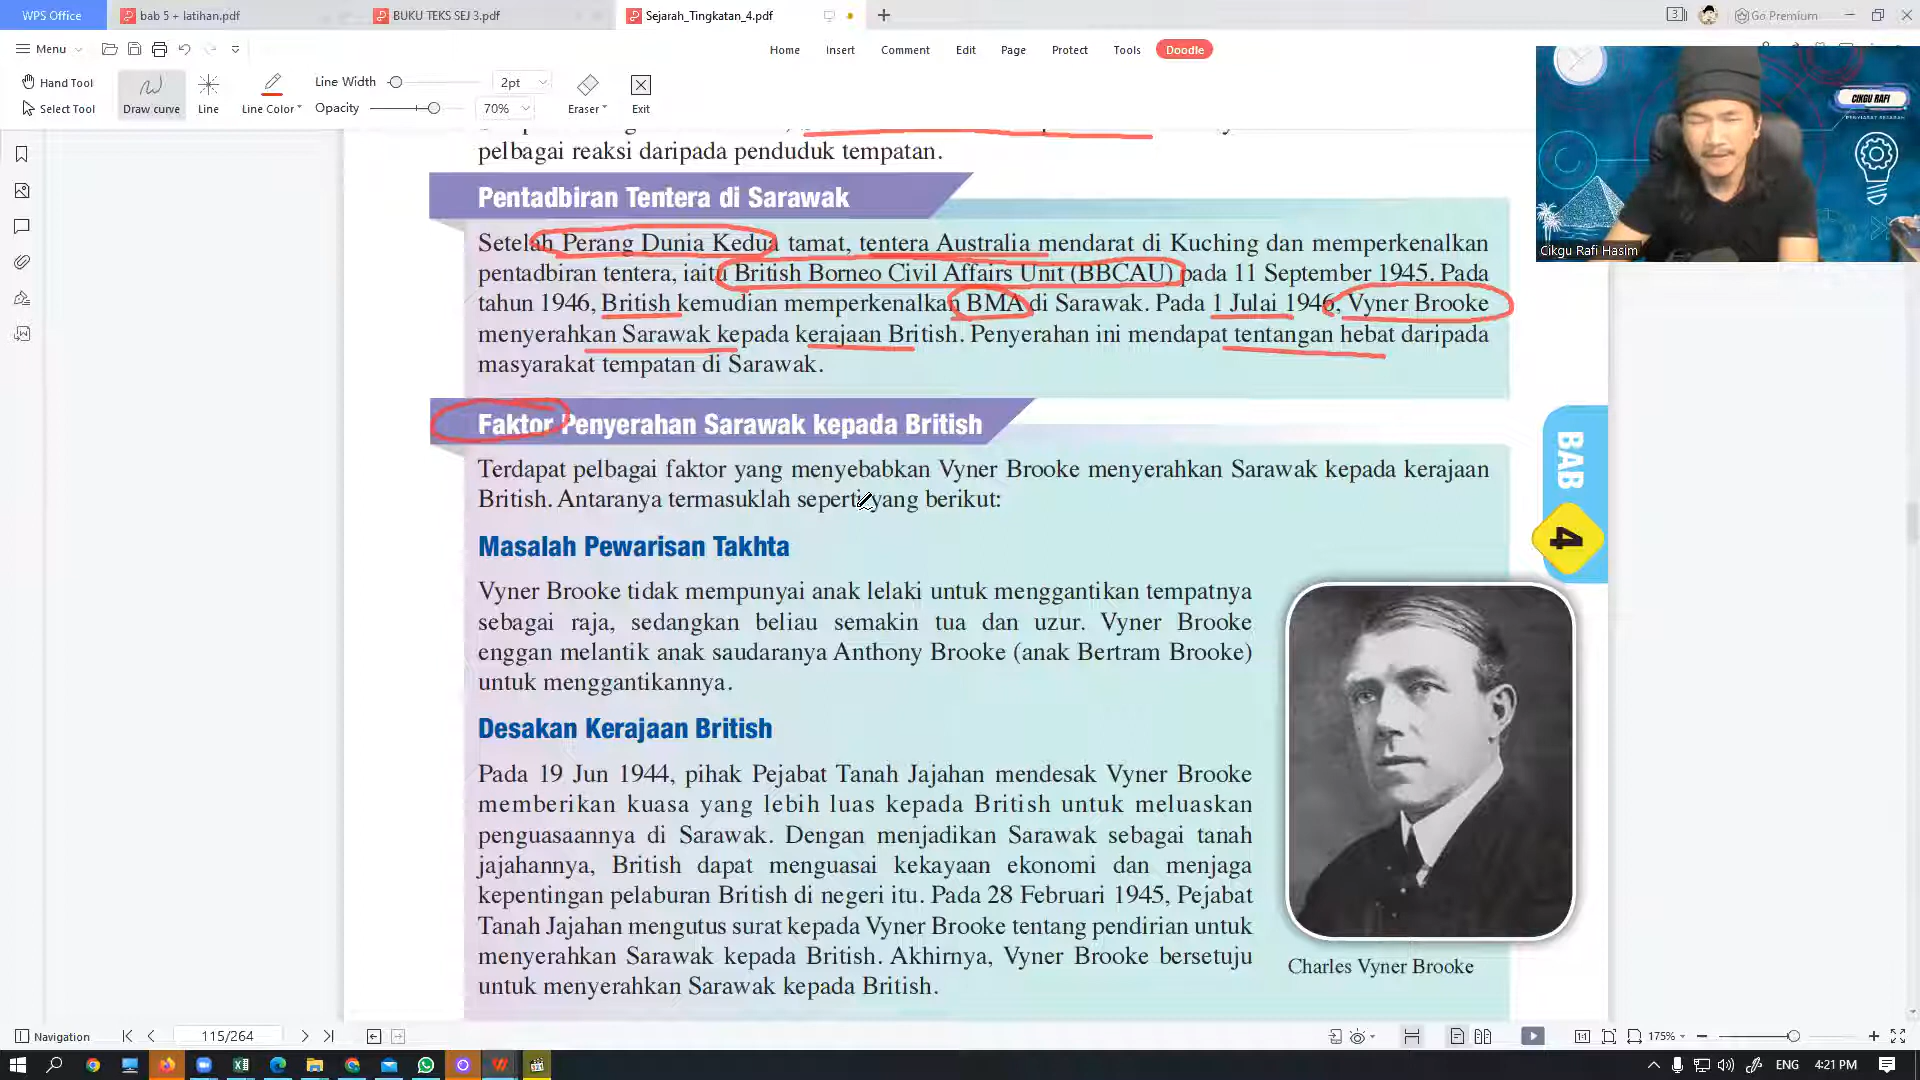 WPS Office
bab 5 + latihan.pdf
BUKU TEKS SEJ 3.pdf
Sejarah_Tingkatan_4.pdf
3
Go Premium
Menu
Home
Insert
Comment
Edit
Page
Protect
Tools
Doodle
Hand Tool
Select Tool
Draw curve
Line
Line Color
Line Width
2pt
Opacity
70%
Eraser
Exit
CIKGU RAFI
Cikgu Rafi Hasim
pelbagai reaksi daripada penduduk tempatan.
Pentadbiran Tentera di Sarawak
Setelah Perang Dunia Kedua tamat, tentera Australia mendarat di Kuching dan memperkenalkan
pentadbiran tentera, iaitu British Borneo Civil Affairs Unit (BBCAU) pada 11 September 1945. Pada
tahun 1946, British kemudian memperkenalkan BMA di Sarawak. Pada 1 Julai 1946, Vyner Brooke
menyerahkan Sarawak kepada kerajaan British. Penyerahan ini mendapat tentangan hebat daripada
masyarakat tempatan di Sarawak.
Faktor Penyerahan Sarawak kepada British
Terdapat pelbagai faktor yang menyebabkan Vyner Brooke menyerahkan Sarawak kepada kerajaan
British. Antaranya termasuklah seperti yang berikut:
BAB
4
Masalah Pewarisan Takhta
Vyner Brooke tidak mempunyai anak lelaki untuk menggantikan tempatnya
sebagai raja, sedangkan beliau semakin tua dan uzur. Vyner Brooke
enggan melantik anak saudaranya Anthony Brooke (anak Bertram Brooke)
untuk menggantikannya.
Desakan Kerajaan British
Pada 19 Jun 1944, pihak Pejabat Tanah Jajahan mendesak Vyner Brooke
memberikan kuasa yang lebih luas kepada British untuk meluaskan
penguasaannya di Sarawak. Dengan menjadikan Sarawak sebagai tanah
jajahannya, British dapat menguasai kekayaan ekonomi dan menjaga
kepentingan pelaburan British di negeri itu. Pada 28 Februari 1945, Pejabat
Tanah Jajahan mengutus surat kepada Vyner Brooke tentang pendirian untuk
menyerahkan Sarawak kepada British. Akhirnya, Vyner Brooke bersetuju
untuk menyerahkan Sarawak kepada British.
Charles Vyner Brooke
Navigation
115/264
175%
ENG
4:21 PM